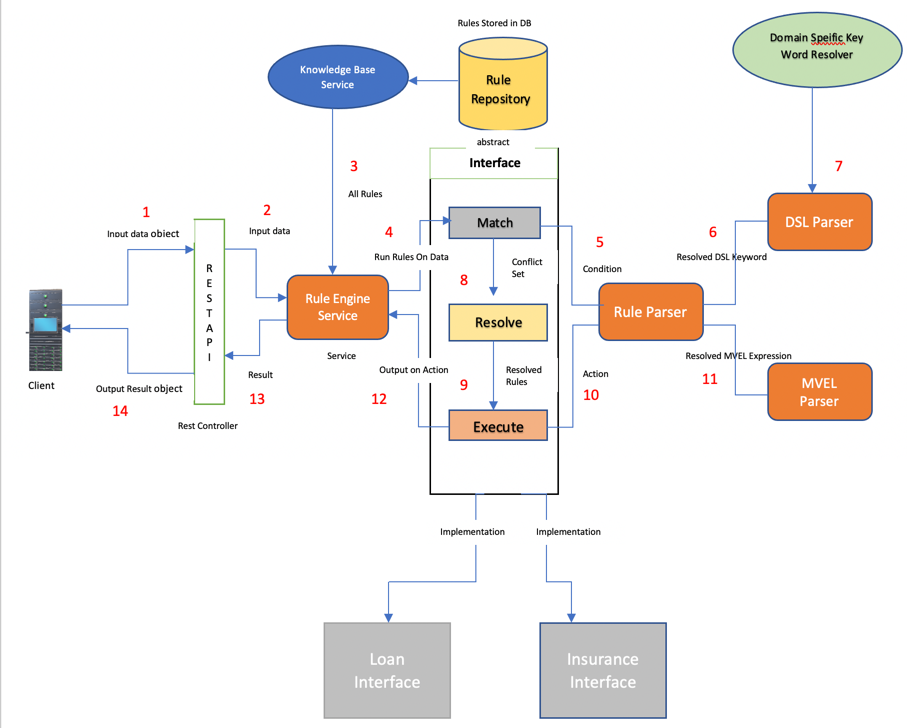 Rules Stored in DB
Domain Speific Key
Word Resolver
Knowledge Base
Service
Rule
Repository
abstract
Interface
3
All Rules
7
1
Input data object
2
Input data
4
Run Rules On Data
Match
5
Condition
6
Resolved DSL Keyword
DSL Parser
R
E
S
T
A
P
I
8
Conflict
Set
Rule Engine
Service
Resolve
Rule Parser
Service
Client
Output Result object
14
Result
13
Output on Action
12
9
Resolved
Rules
Action
10
Resolved MVEL Expression
11
MVEL
Parser
Rest Controller
Execute
Implementation
Implementation
Loan
Interface
Insurance
Interface